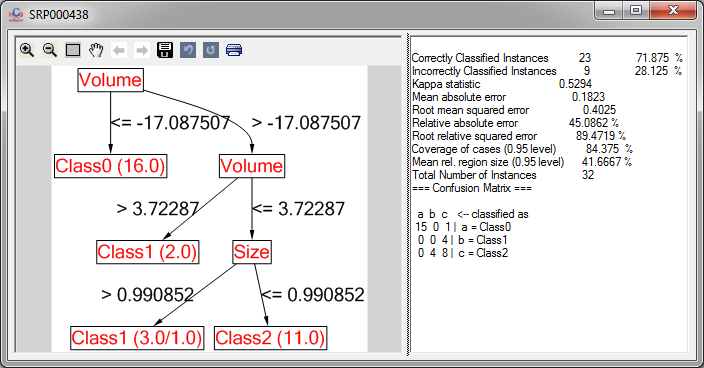 SRP000438
Volume
<= -17.087507
> -17.087507
Class0 (16.0)
Volume
> 3.72287
<= 3.72287
Class1 (2.0)
Size
> 0.990852
<= 0.990852
Class1 (3.0/1.0)
Class2 (11.0)
Correctly Classified Instances 23 71.875 %
Incorrectly Classified Instances 9 28.125 %
Kappa statistic 0.5294
Mean absolute error 0.1823
Root mean squared error 0.4025
Relative absolute error 45.0862 %
Root relative squared error 89.4719 %
Coverage of cases (0.95 level) 84.375 %
Mean rel. region size (0.95 level) 41.6667 %
Total Number of Instances 32
=== Confusion Matrix ===
a b c <-- classified as
15 0 1 | a = Class0
0 0 4 | b = Class1
0 4 8 | c = Class2